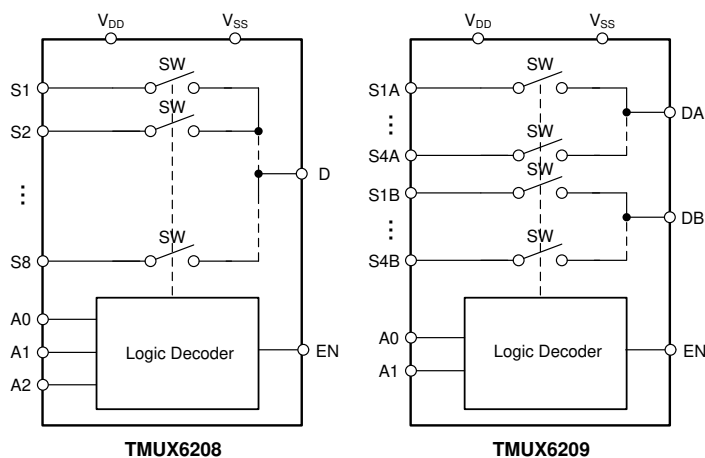 VDD
VSS
S1
SW
S2
SW
...
D
S8
SW
A0
A1
A2
Logic Decoder
EN
TMUX6208
VDD
VSS
S1A
SW
...
DA
S4A
SW
S1B
SW
...
DB
S4B
SW
A0
A1
Logic Decoder
EN
TMUX6209